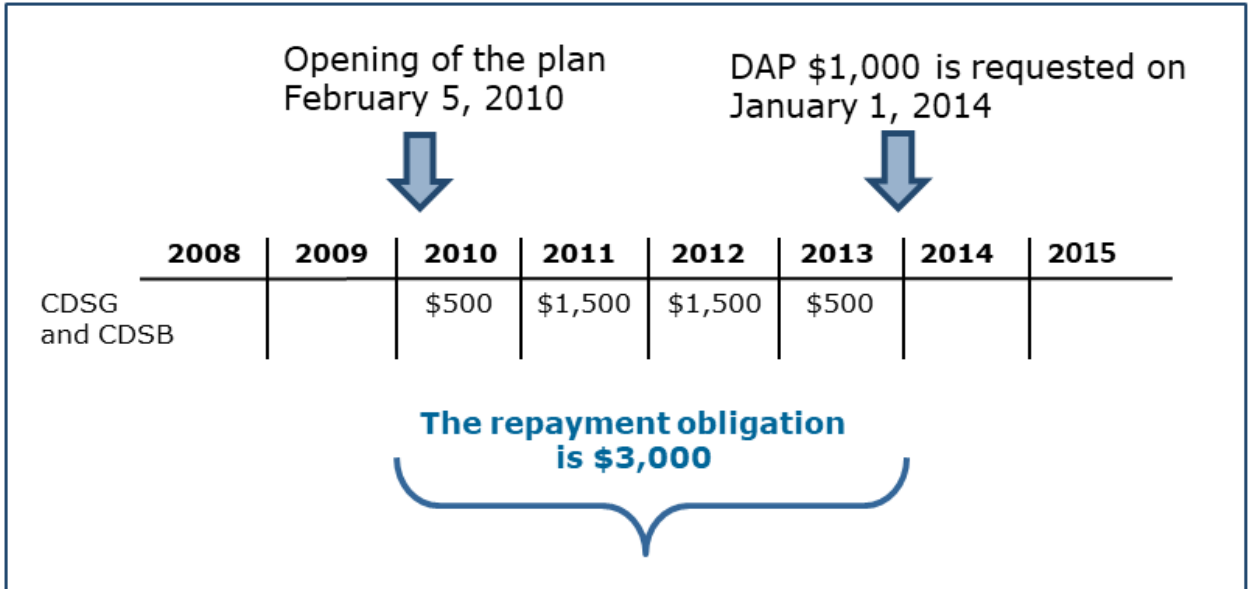 Opening of the plan
February 5, 2010
DAP $1,000 is requested on
January 1, 2014
2008 2009 2010 2011 2012 2013 2014 2015
CDSG
and CDSB
$500 $1,500 $1,500 $500
The repayment obligation
is $3,000